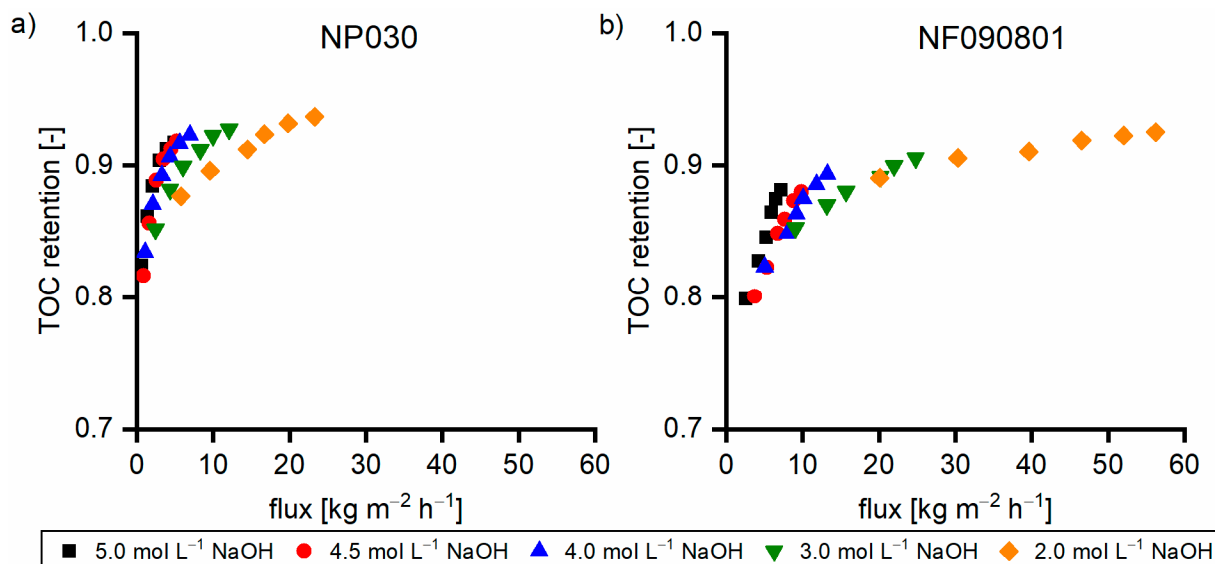 a)
NP030
1.0
0.9
0.8
0.7
TOC retention [-]
0 10 20 30 40 50 60
flux [kg m⁻² h⁻¹]
b)
NF090801
1.0
0.9
0.8
0.7
TOC retention [-]
0 10 20 30 40 50 60
flux [kg m⁻² h⁻¹]
5.0 mol L⁻¹ NaOH 4.5 mol L⁻¹ NaOH 4.0 mol L⁻¹ NaOH 3.0 mol L⁻¹ NaOH 2.0 mol L⁻¹ NaOH